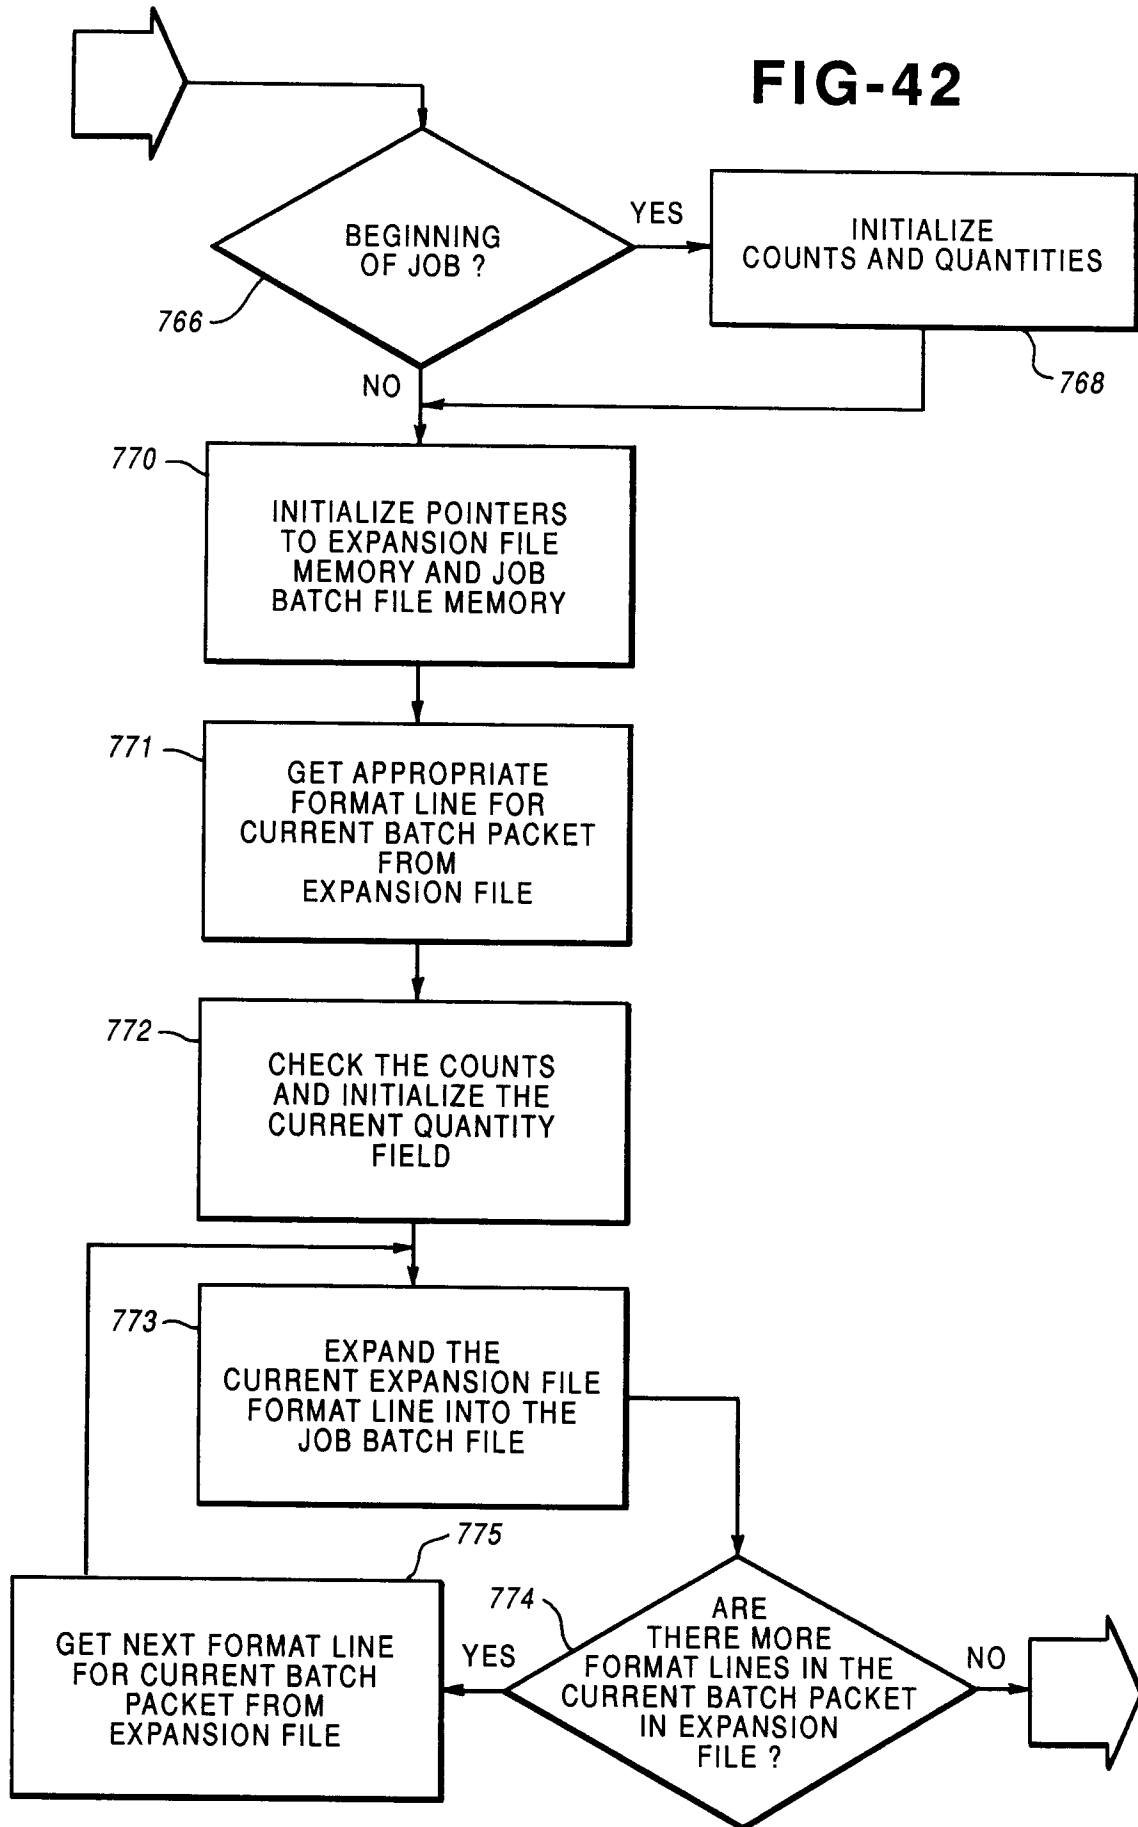 FIG-42
BEGINNING
OF JOB ?
YES
INITIALIZE
COUNTS AND QUANTITIES
766
768
NO
770
INITIALIZE POINTERS
TO EXPANSION FILE
MEMORY AND JOB
BATCH FILE MEMORY
771
GET APPROPRIATE
FORMAT LINE FOR
CURRENT BATCH PACKET
FROM
EXPANSION FILE
772
CHECK THE COUNTS
AND INITIALIZE THE
CURRENT QUANTITY
FIELD
773
EXPAND THE
CURRENT EXPANSION FILE
FORMAT LINE INTO THE
JOB BATCH FILE
775
GET NEXT FORMAT LINE
FOR CURRENT BATCH
PACKET FROM
EXPANSION FILE
YES
774
ARE
THERE MORE
FORMAT LINES IN THE
CURRENT BATCH PACKET
IN EXPANSION
FILE ?
NO